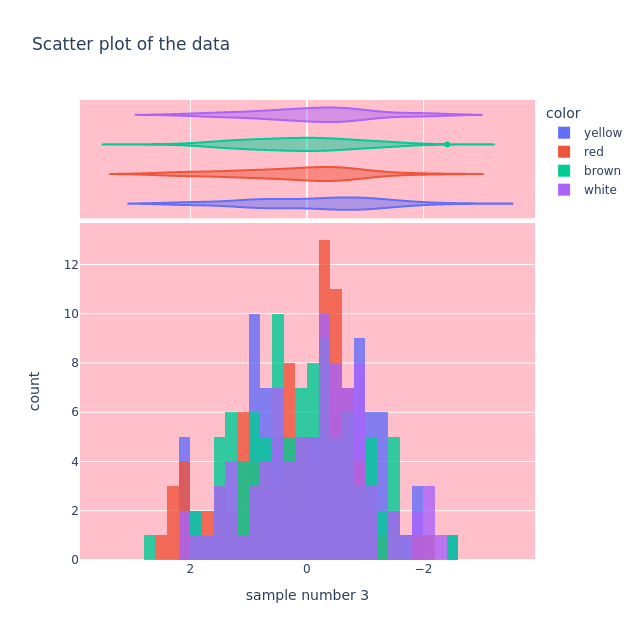 Scatter plot of the data
color
yellow
red
brown
white
12
10
8
6
4
2
0
count
2
0
−2
sample number 3